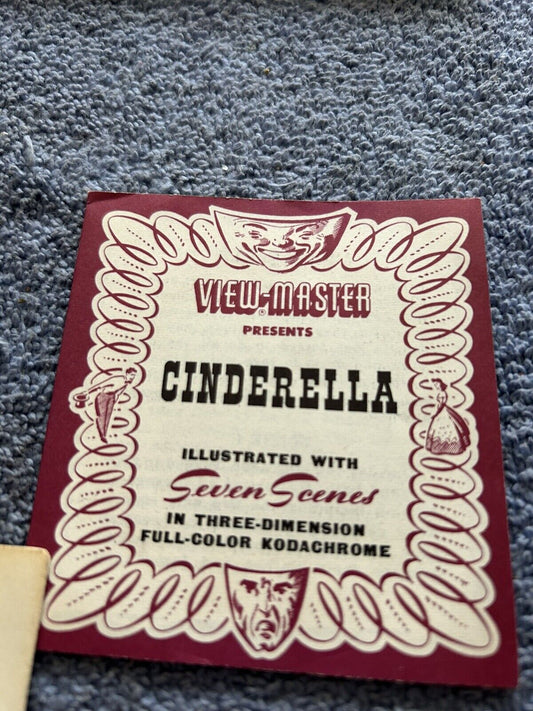 VIEW-MASTER ®
PRESENTS
CINDERELLA
ILLUSTRATED WITH
Seven Scenes
IN THREE-DIMENSION
FULL-COLOR KODACHROME